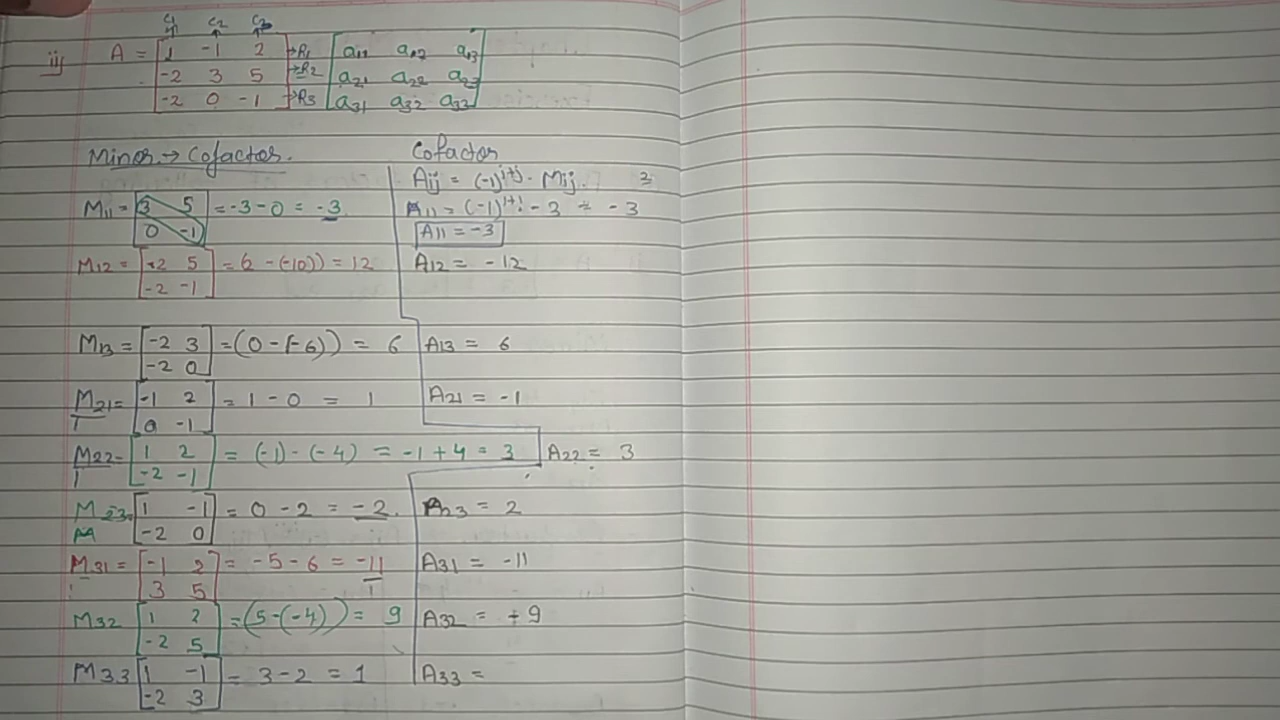 C1 C2 C3
ii) A = [1 -1 2 → R1 [a11 a12 a13
-2 3 5 → R2 a21 a22 a23
-2 0 -1] → R3 a31 a32 a33]
Minor → Cofactor. Cofactor
Aij = (-1)^i+j . Mij.
M11 = [3 5 = -3 - 0 = -3 A11 = (-1)^1+1 - 3 = - 3
0 -1] A11 = -3
M12 = [-2 5 = (2 - (-10)) = 12 A12 = - 12
-2 -1]
M13 = [-2 3 = (0 - (-6)) = 6 A13 = 6
-2 0]
M21 = [-1 2 = 1 - 0 = 1 A21 = -1
0 -1]
M22 = [1 2 = (-1) - (-4) = -1 + 4 = 3 A22 = 3
-2 -1]
M23 = [1 -1 = 0 - 2 = -2. A23 = 2
-2 0]
M31 = [-1 2 = -5 - 6 = -11 A31 = -11
3 5]
M32 [1 2 = (5 - (-4)) = 9 A32 = -9
-2 5]
M33 [1 -1 = 3 - 2 = 1 A33 =
-2 3]